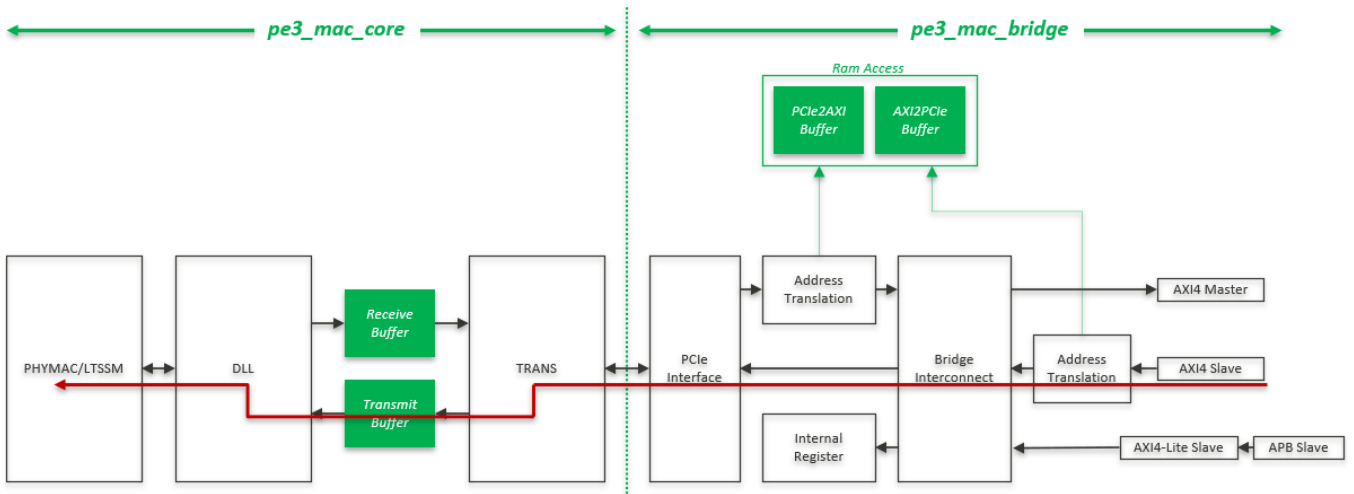 pe3_mac_core
pe3_mac_bridge
Ram Access
PCIe2AXI
Buffer
AXI2PCIe
Buffer
PHYMAC/LTSSM
DLL
Receive
Buffer
Transmit
Buffer
TRANS
PCIe
Interface
Address
Translation
Internal
Register
Bridge
Interconnect
Address
Translation
AXI4 Master
AXI4 Slave
AXI4-Lite Slave
APB Slave